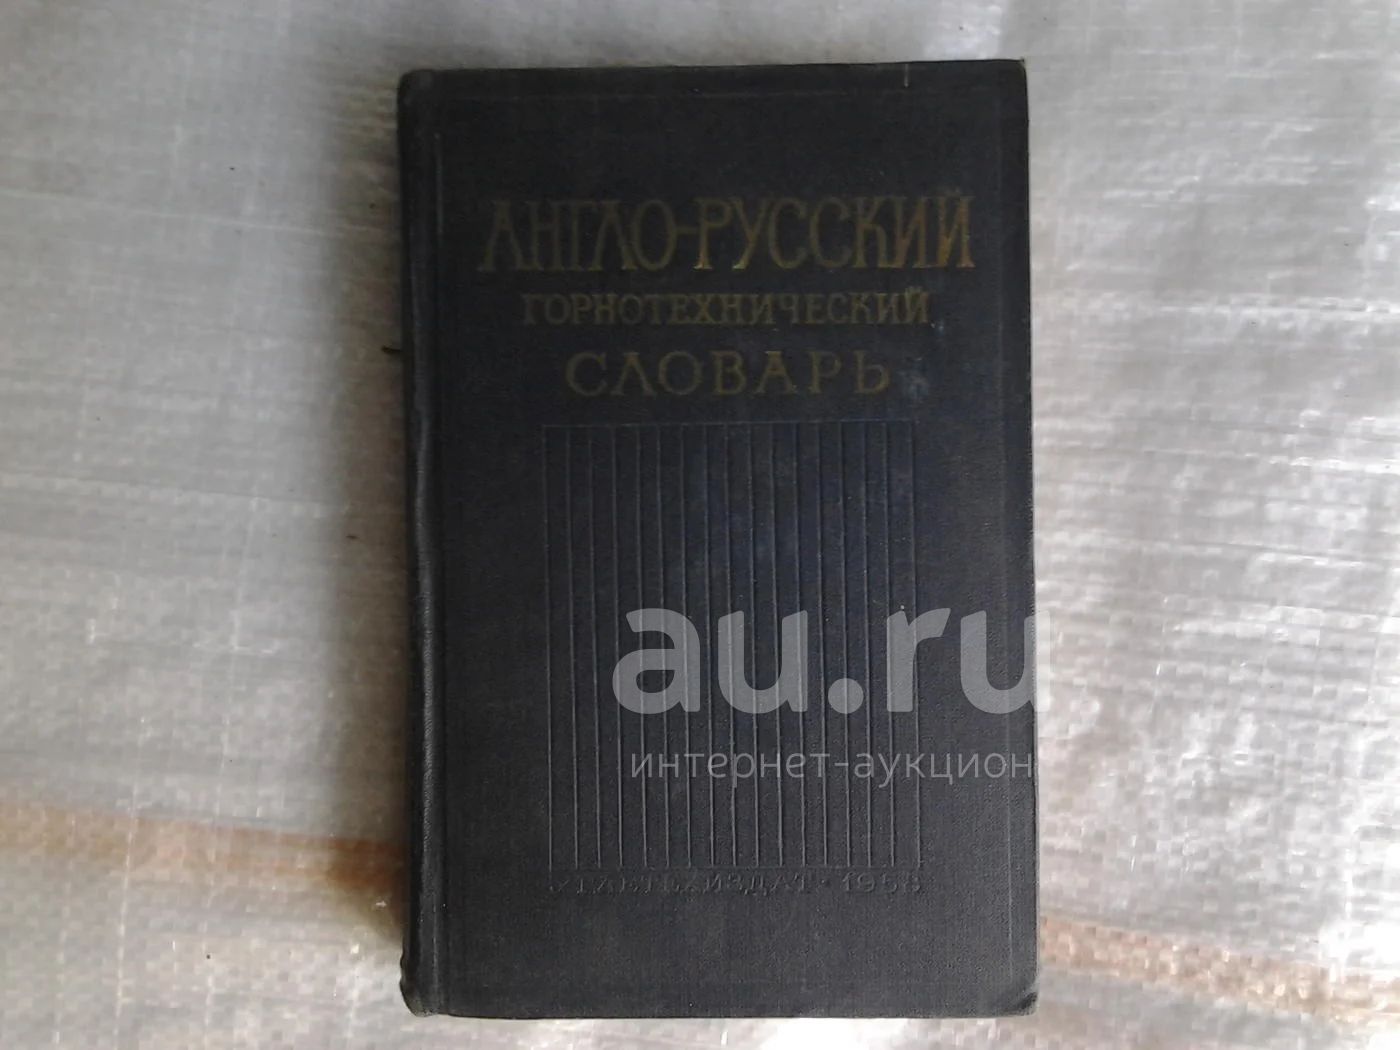 АНГЛО-РУССКИЙ
ГОРНОТЕХНИЧЕСКИЙ
СЛОВАРЬ
au.ru
интернет-аукцион
УГЛЕТЕХИЗДАТ · 1958